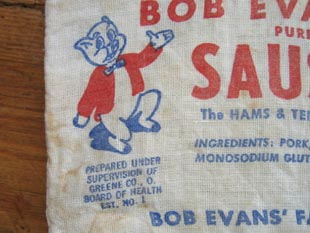 BOB EVA
PURE
SAUS
The HAMS & TEN
INGREDIENTS: PORK,
MONOSODIUM GLUT
PREPARED UNDER
SUPERVISION OF
GREENE CO., O.
BOARD OF HEALTH
EST. NO. 1
BOB EVANS' FA